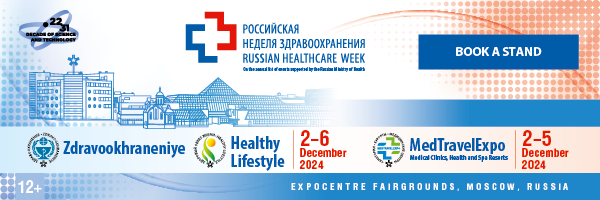 22
31
DECADE OF SCIENCE
AND TECHNOLOGY
РОССИЙСКАЯ
НЕДЕЛЯ ЗДРАВООХРАНЕНИЯ
RUSSIAN HEALTHCARE WEEK
On the annual list of events supported by the Russian Ministry of Health
BOOK A STAND
Zdravookhraneniye
Healthy
Lifestyle
2–6
December
2024
MedTravelExpo
Medical Clinics, Health and Spa Resorts
2–5
December
2024
12+
EXPOCENTRE FAIRGROUNDS, MOSCOW, RUSSIA